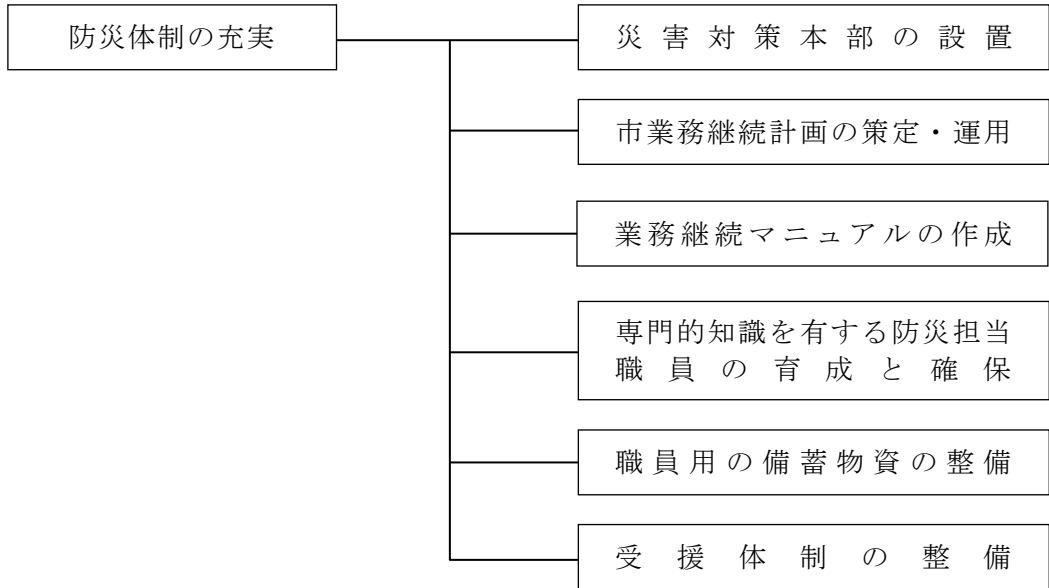 防災体制の充実
災害対策本部の設置
市業務継続計画の策定・運用
業務継続マニュアルの作成
専門的知識を有する防災担当
職員の育成と確保
職員用の備蓄物資の整備
受援体制の整備